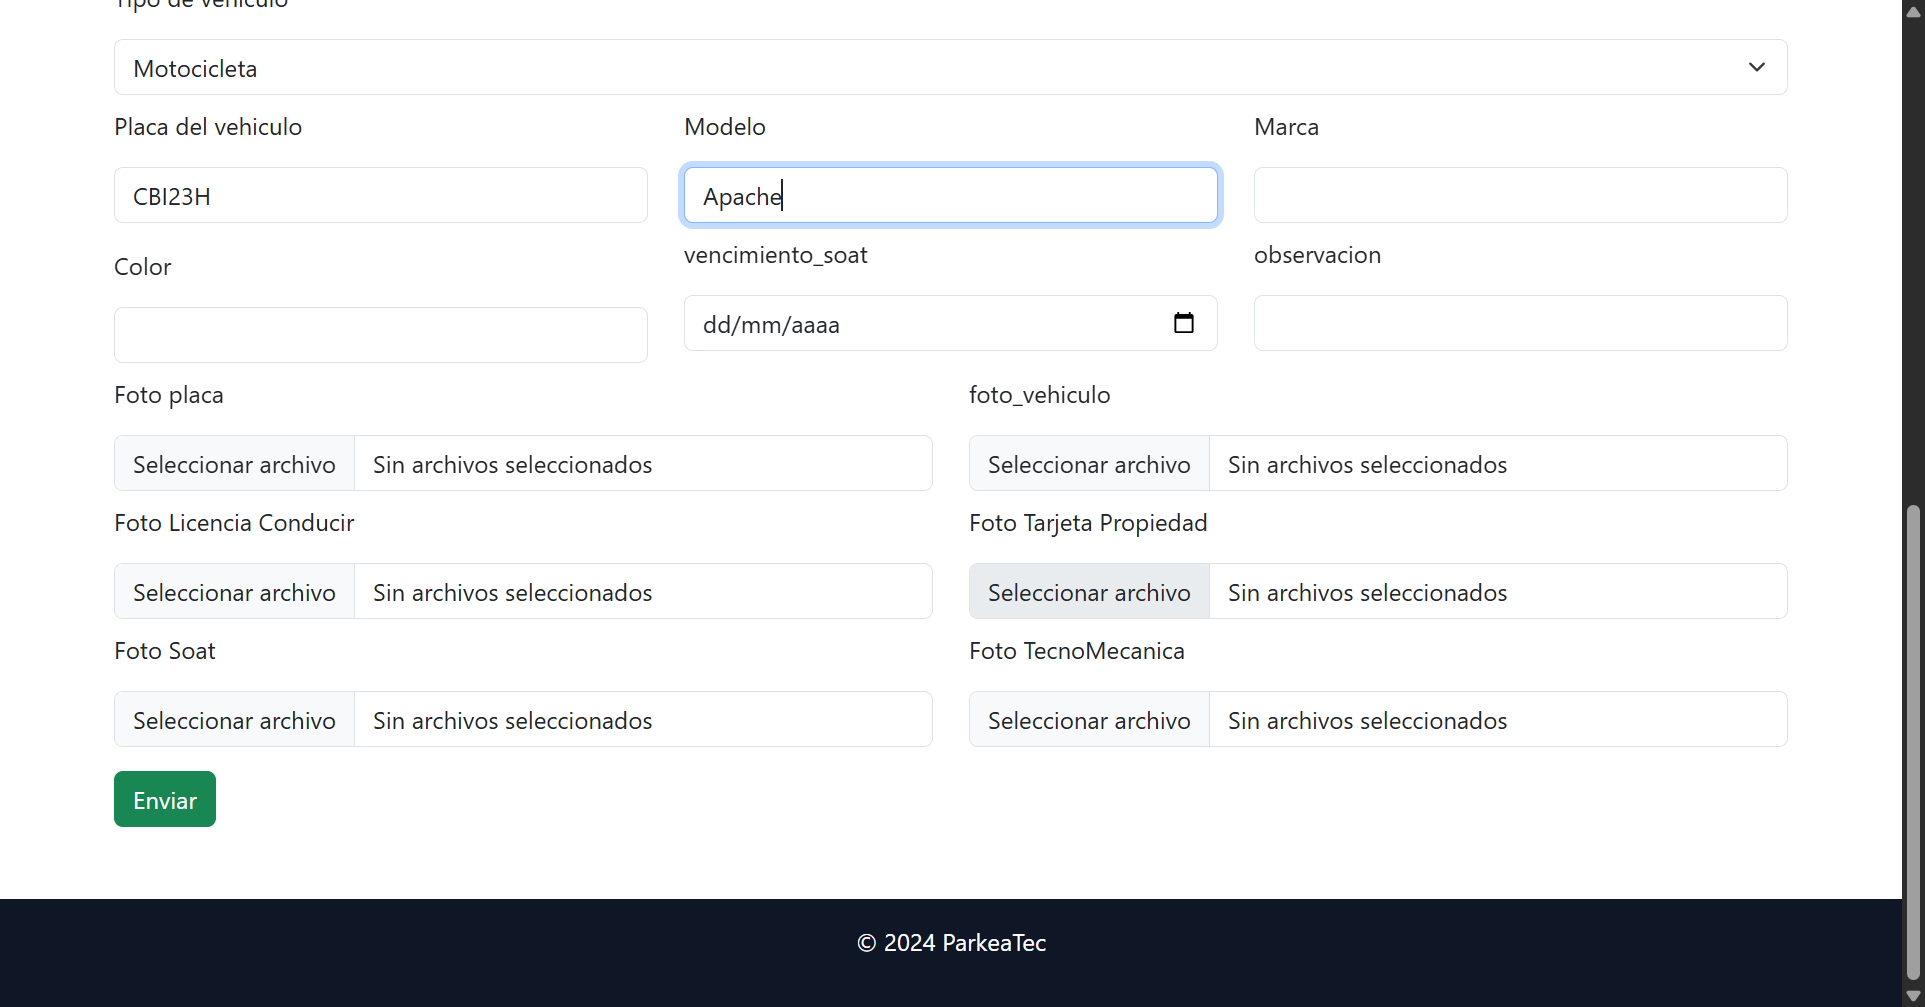 Tipo de vehiculo
Motocicleta
Placa del vehiculo
Modelo
Marca
CBI23H
Apache
Color
vencimiento_soat
observacion
dd/mm/aaaa
Foto placa
foto_vehiculo
Seleccionar archivo Sin archivos seleccionados
Seleccionar archivo Sin archivos seleccionados
Foto Licencia Conducir
Foto Tarjeta Propiedad
Seleccionar archivo Sin archivos seleccionados
Seleccionar archivo Sin archivos seleccionados
Foto Soat
Foto TecnoMecanica
Seleccionar archivo Sin archivos seleccionados
Seleccionar archivo Sin archivos seleccionados
Enviar
© 2024 ParkeaTec